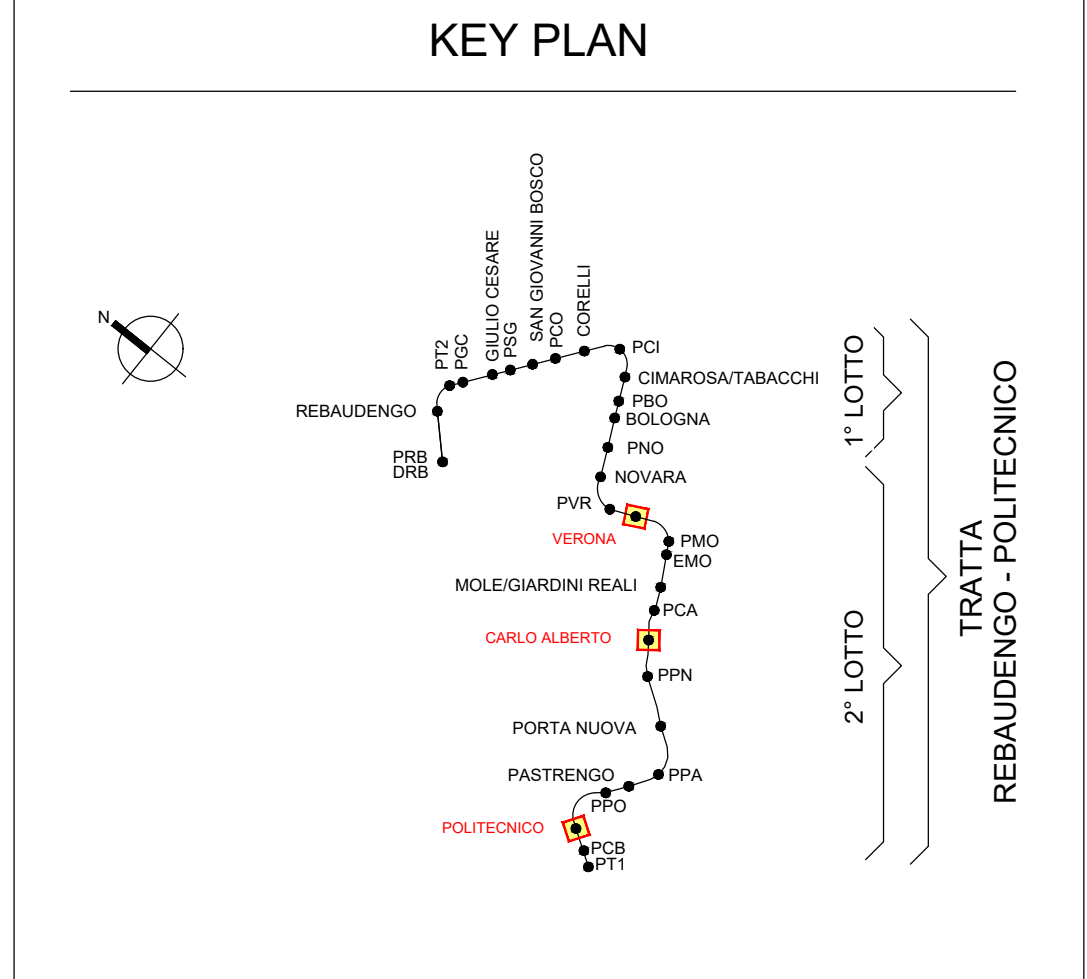 KEY PLAN
N
REBAUDENGO
PRB
DRB
PT2
PGC
GIULIO CESARE
PSG
SAN GIOVANNI BOSCO
PCO
CORELLI
PCI
CIMAROSA/TABACCHI
PBO
BOLOGNA
PNO
NOVARA
PVR
VERONA
PMO
EMO
MOLE/GIARDINI REALI
PCA
CARLO ALBERTO
PPN
PORTA NUOVA
PPA
PASTRENGO
PPO
POLITECNICO
PCB
PT1
1° LOTTO
2° LOTTO
TRATTA
REBAUDENGO - POLITECNICO